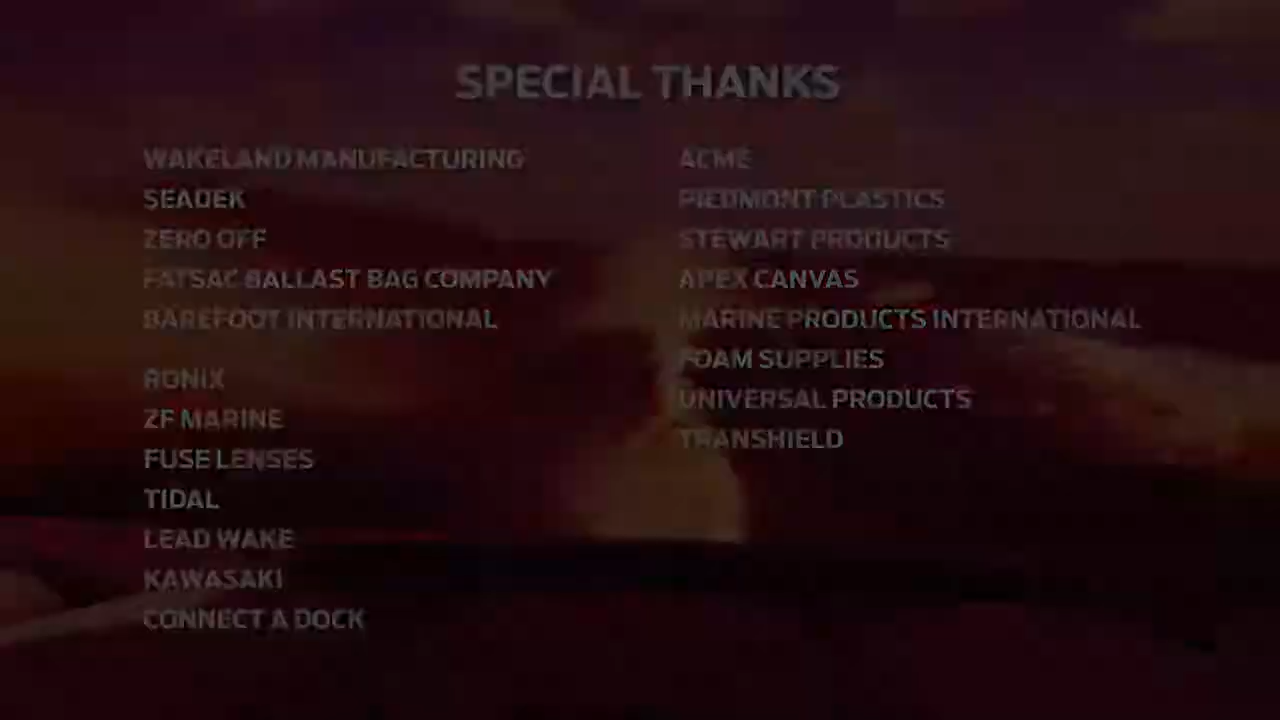 SPECIAL THANKS
WAKELAND MANUFACTURING
SEADEK
ZERO OFF
FATSAC BALLAST BAG COMPANY
BAREFOOT INTERNATIONAL
RONIX
ZF MARINE
FUSE LENSES
TIDAL
LEAD WAKE
KAWASAKI
CONNECT A DOCK
ACME
PIEDMONT PLASTICS
STEWART PRODUCTS
APEX CANVAS
MARINE PRODUCTS INTERNATIONAL
FOAM SUPPLIES
UNIVERSAL PRODUCTS
TRANSHIELD